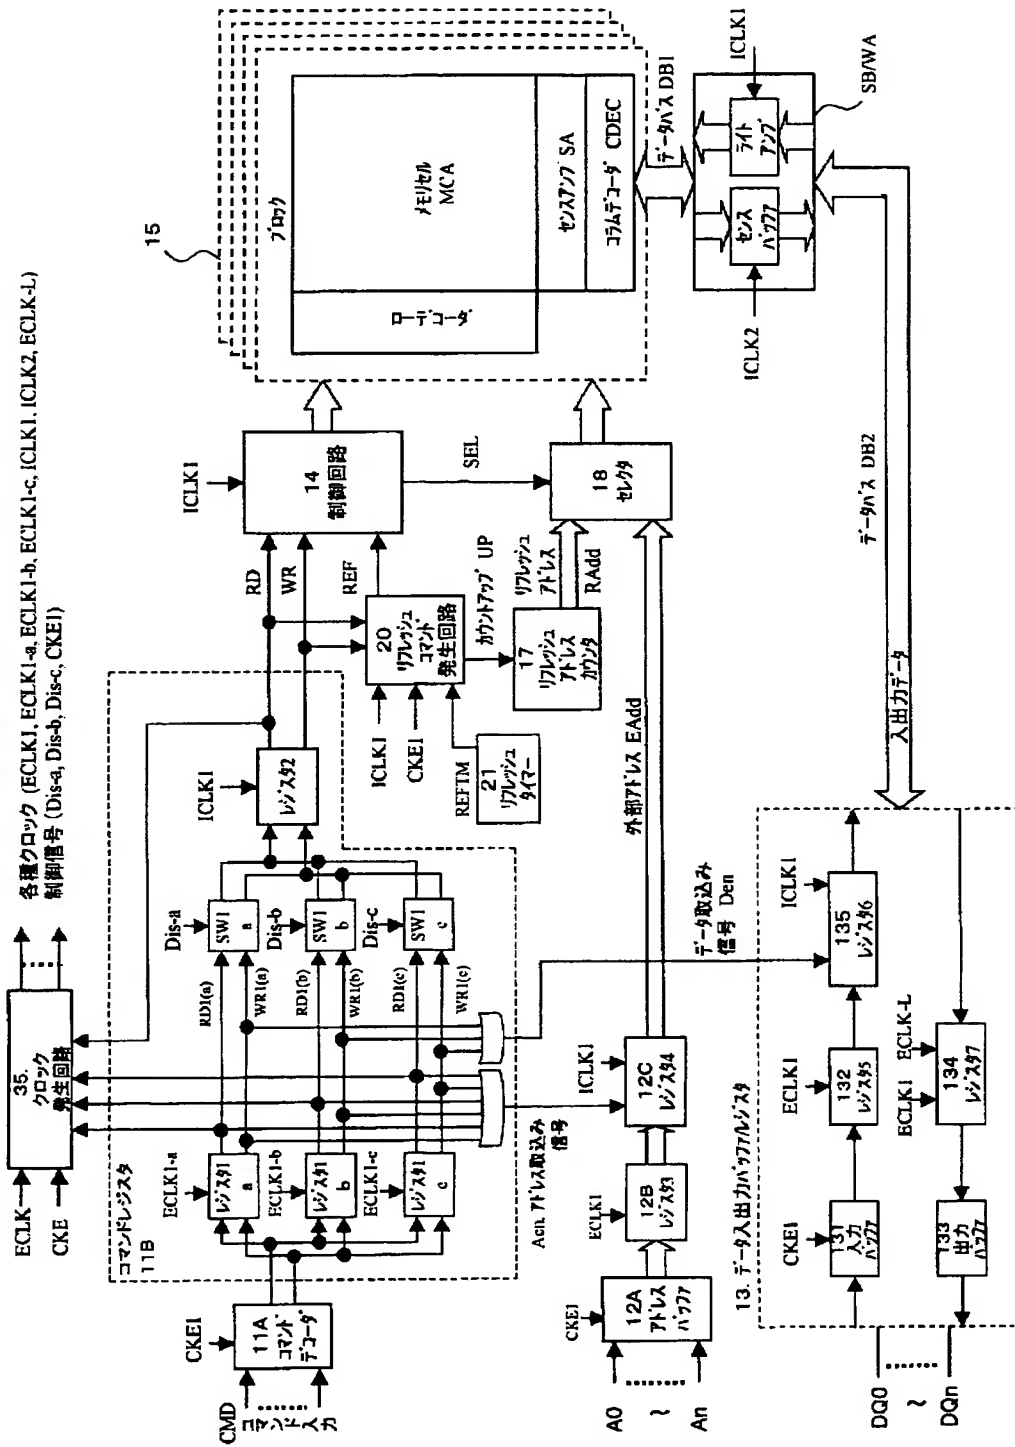 ECLK
CKE
35.
クロック
発生回路
各種クロック (ECLK1, ECLK1-a, ECLK1-b, ECLK1-c, ICLK1, ICLK2, ECLK-L)
制御信号 (Dis-a, Dis-b, Dis-c, CKE1)
コマンドレジスタ
11B
CMD
コマンド入力
CKE1
11A
コマンド
デコーダ
ECLK1-a
レジスタ1
a
ECLK1-b
レジスタ1
b
ECLK1-c
レジスタ1
c
RD1(a)
WR1(a)
RD1(b)
WR1(b)
RD1(c)
WR1(c)
Dis-a
SW1
a
Dis-b
SW1
b
Dis-c
SW1
c
ICLK1
レジスタ2
RD
WR
REF
ICLK1
14
制御回路
SEL
ICLK1
CKE1
20
リフレッシュ
コマンド
発生回路
REFTM
21
リフレッシュ
タイマー
カウントアップ UP
17
リフレッシュ
アドレス
カウンタ
リフレッシュ
アドレス
RAdd
18
セレクタ
15
ブロック
メモリセル
MCA
ローデコーダ
センスアンプ SA
コラムデコーダ CDEC
データバス DB1
ICLK1
ライト
アンプ
センス
バッファ
ICLK2
SB/WA
Acn, アドレス取込み
信号
データ取込み
信号 Den
A0
~
An
CKE1
12A
アドレス
バッファ
ECLK1
12B
レジスタ3
ICLK1
12C
レジスタ4
外部アドレス EAdd
13. データ入出力バッファ/レジスタ
DQ0
~
DQn
CKE1
131
入力
バッファ
133
出力
バッファ
ECLK1
132
レジスタ5
ECLK1
ECLK-L
134
レジスタ7
ICLK1
135
レジスタ6
入出力データ
データバス DB2